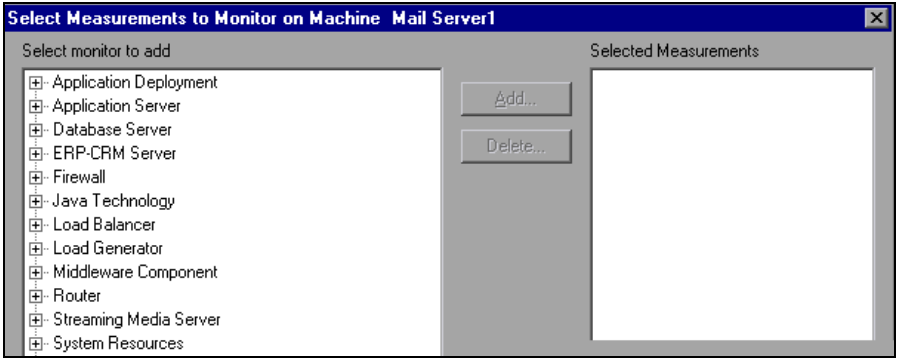 Select Measurements to Monitor on Machine  Mail Server1
Select monitor to add
Selected Measurements
Application Deployment
Application Server
Database Server
ERP-CRM Server
Firewall
Java Technology
Load Balancer
Load Generator
Middleware Component
Router
Streaming Media Server
System Resources
Add...
Delete...